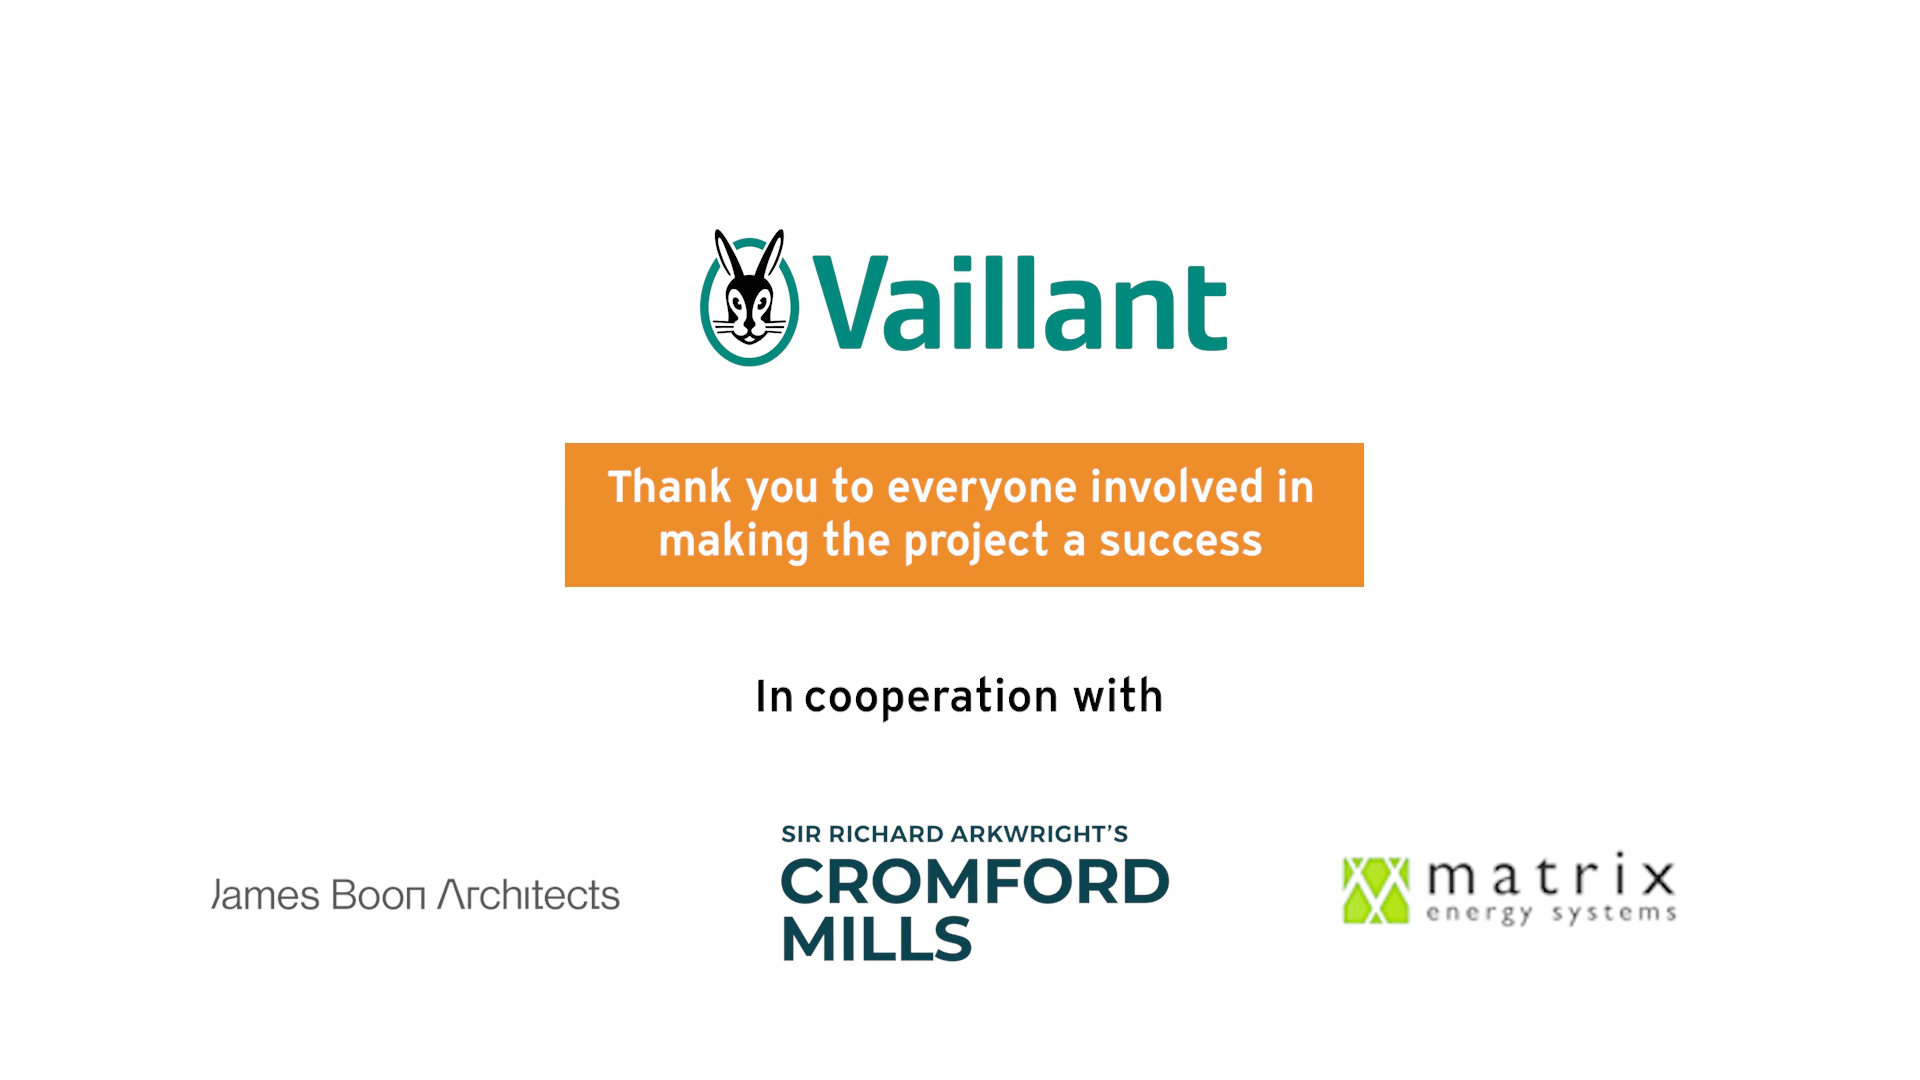 Vaillant
Thank you to everyone involved in
making the project a success
In cooperation with
James Boon Architects
SIR RICHARD ARKWRIGHT'S
CROMFORD
MILLS
matrix
energy systems